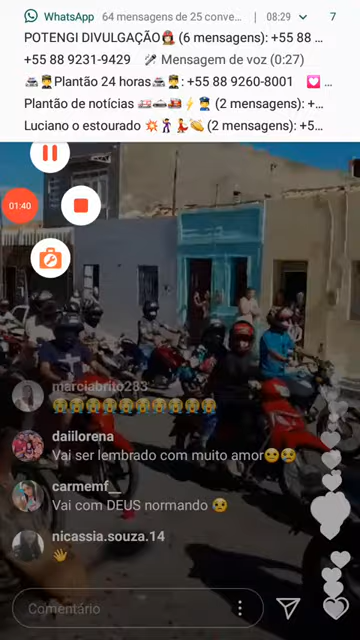 WhatsApp 64 mensagens de 25 conve... | 08:29 7
POTENGI DIVULGAÇÃO💂 (6 mensagens): +55 88 ...
+55 88 9231-9429 🎤 Mensagem de voz (0:27)
🚔👮Plantão 24 horas🚔👮: +55 88 9260-8001 💟 ...
Plantão de notícias 🚑🚓🚒⚡👮 (2 mensagens): +...
Luciano o estourado 💥🕺💃👏 (2 mensagens): +5...
01:40
marciabrito283
😭😭😭😭😭😭😭😭😭😭
daiilorena
Vai ser lembrado com muito amor😐😢
carmemf__
Vai com DEUS normando 😢
nicassia.souza.14
👋
Comentário